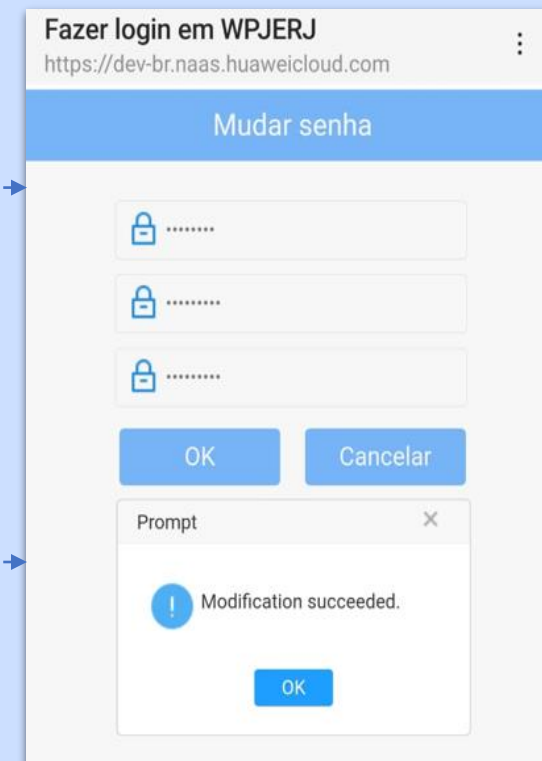 Fazer login em WPJERJ
https://dev-br.naas.huaweicloud.com
Mudar senha
••••••••
•••••••••
•••••••••
OK Cancelar
Prompt
Modification succeeded.
OK